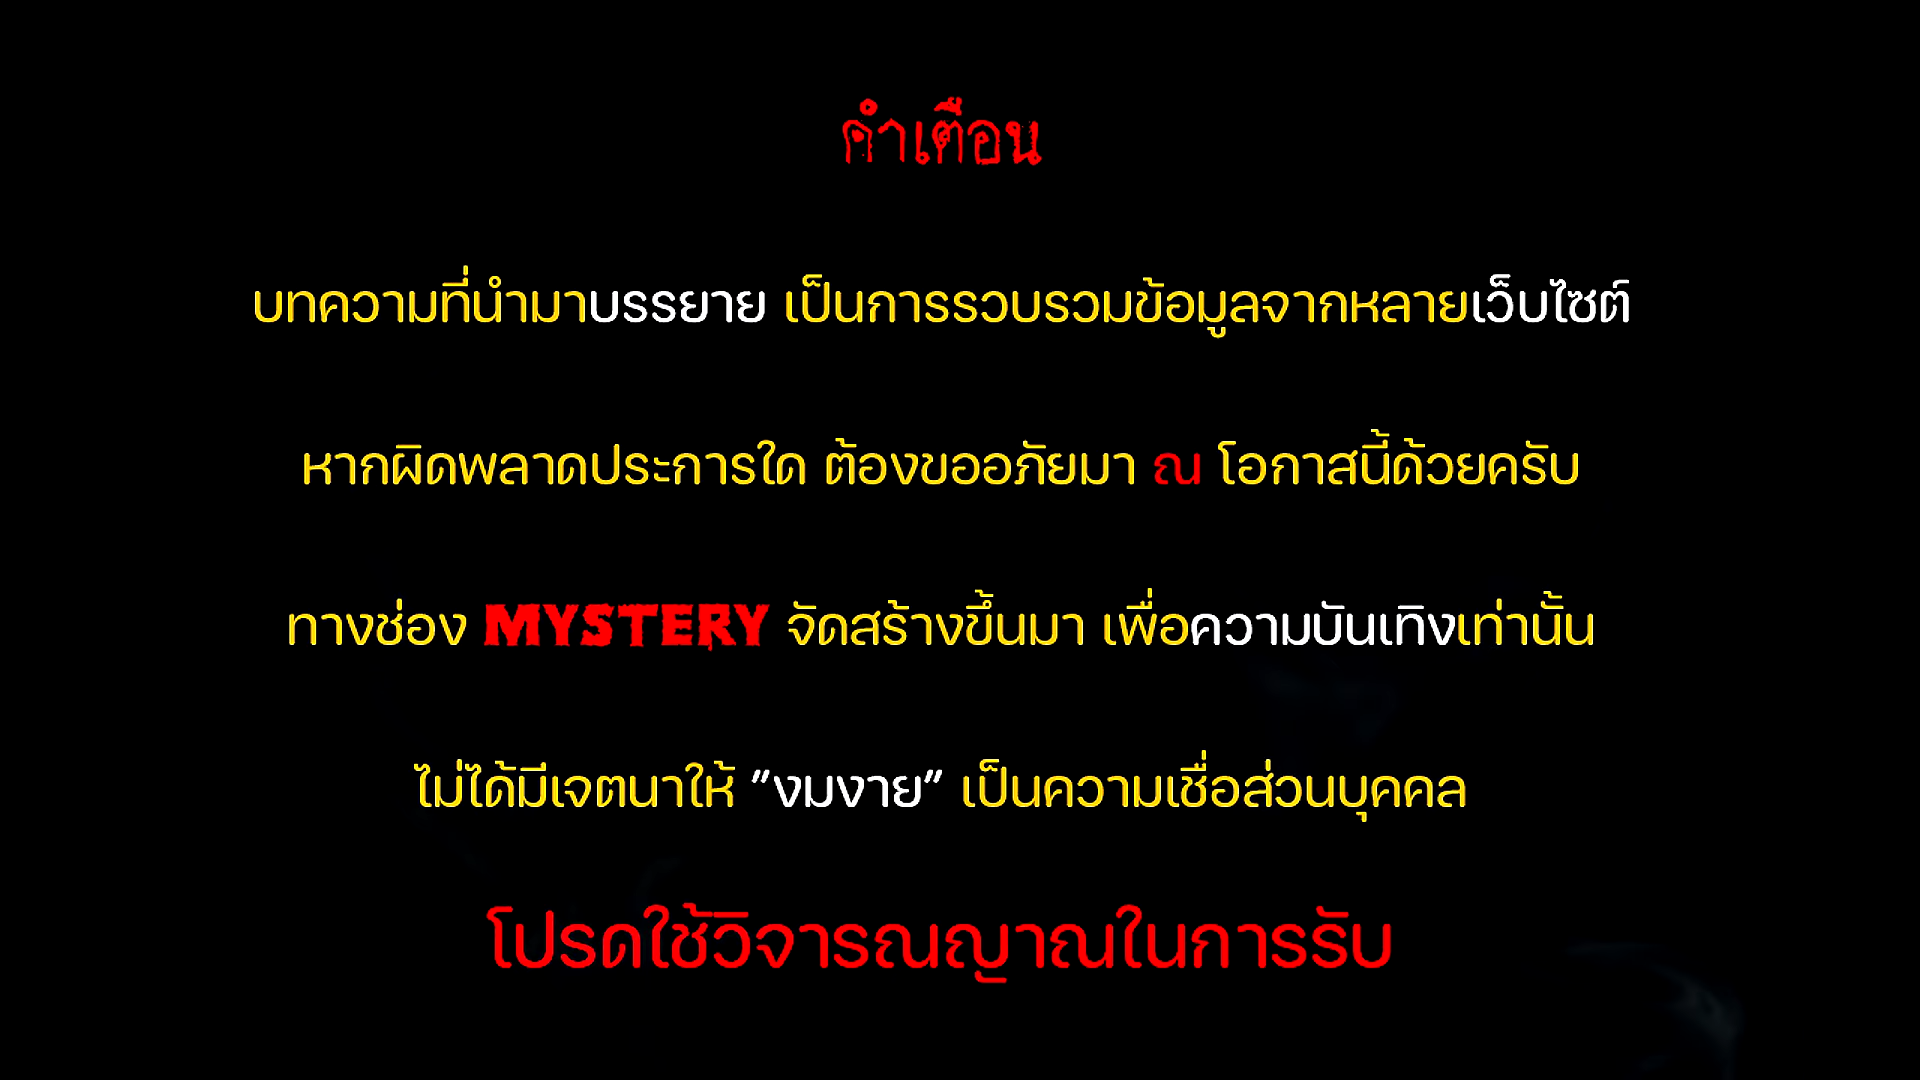 คำเตือน
บทความที่นำมาบรรยาย เป็นการรวบรวมข้อมูลจากหลายเว็บไซต์
หากผิดพลาดประการใด ต้องขออภัยมา ณ โอกาสนี้ด้วยครับ
ทางช่อง MYSTERY จัดสร้างขึ้นมา เพื่อความบันเทิงเท่านั้น
ไม่ได้มีเจตนาให้ "งมงาย" เป็นความเชื่อส่วนบุคคล
โปรดใช้วิจารณญาณในการรับ